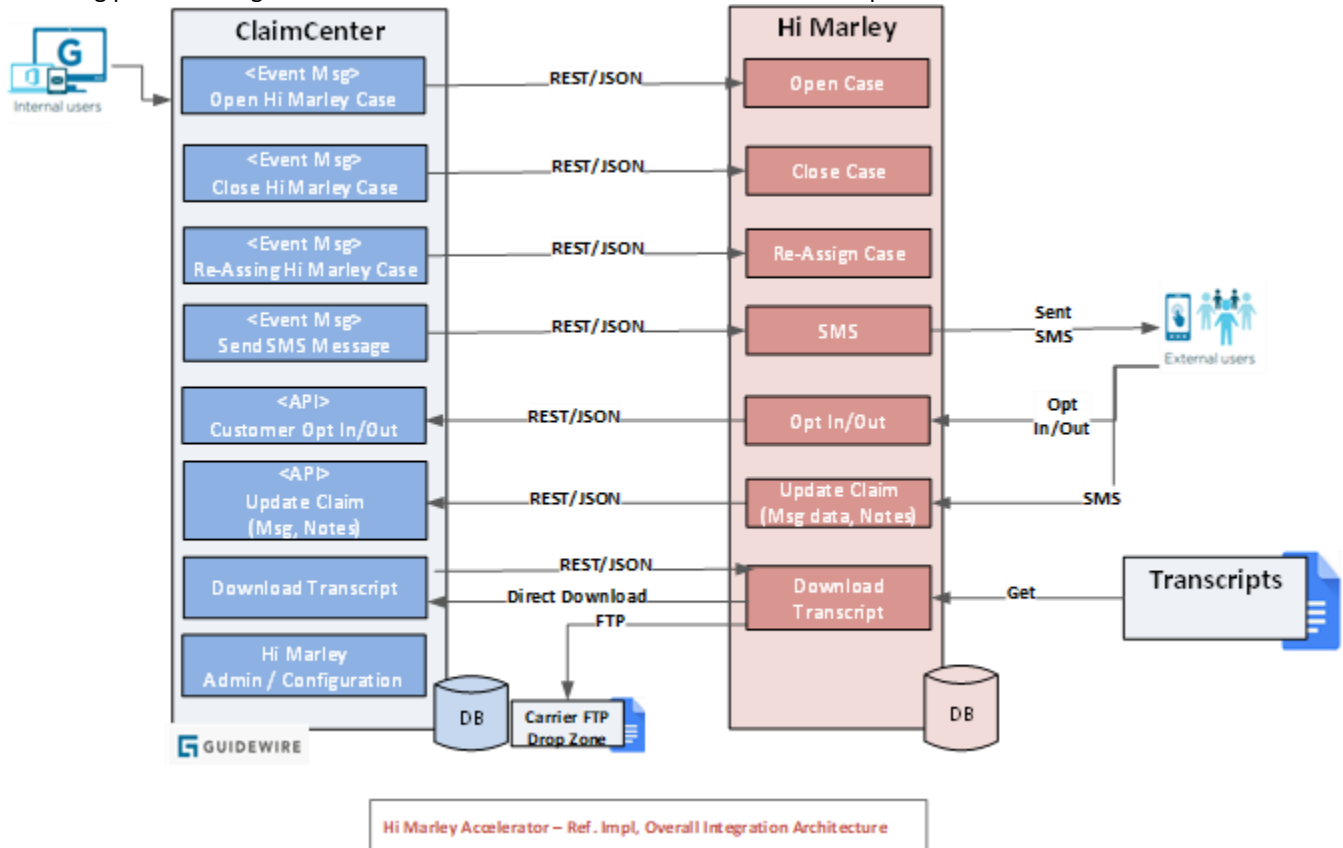 ClaimCenter
Hi Marley
G
Internal users
<Event Msg>
Open Hi Marley Case
REST/JSON
Open Case
<Event Msg>
Close Hi Marley Case
REST/JSON
Close Case
<Event Msg>
Re-Assing Hi Marley Case
REST/JSON
Re-Assign Case
<Event Msg>
Send SMS Message
REST/JSON
SMS
Sent
SMS
External users
<API>
Customer Opt In/Out
REST/JSON
Opt In/Out
Opt
In/Out
<API>
Update Claim
(Msg, Notes)
REST/JSON
Update Claim
(Msg data, Notes)
SMS
Download Transcript
REST/JSON
Direct Download
FTP
Download
Transcript
Get
Transcripts
Hi Marley
Admin / Configuration
DB
Carrier FTP
Drop Zone
DB
GUIDEWIRE
Hi Marley Accelerator – Ref. Impl, Overall Integration Architecture